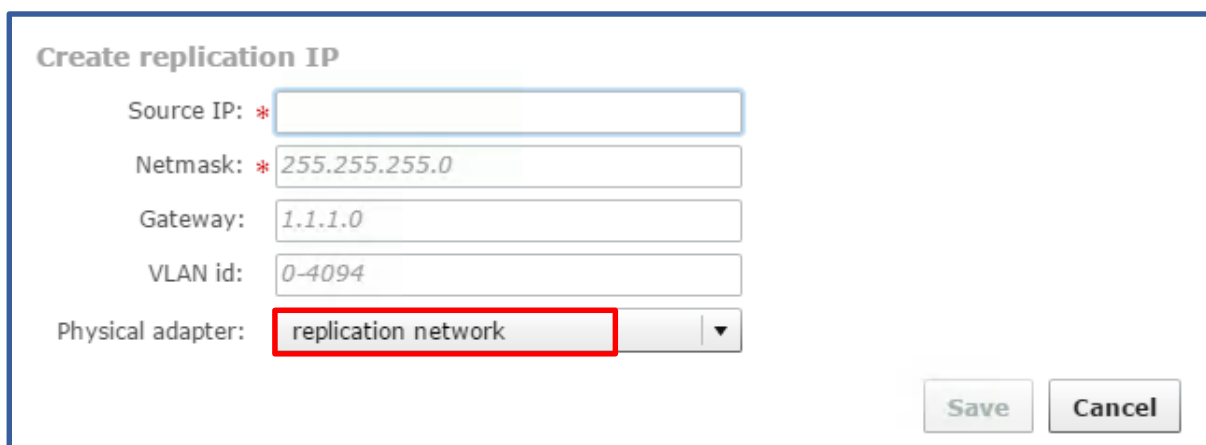 Create replication IP
Source IP: *
Netmask: * 255.255.255.0
Gateway: 1.1.1.0
VLAN id: 0-4094
Physical adapter: replication network
Save Cancel